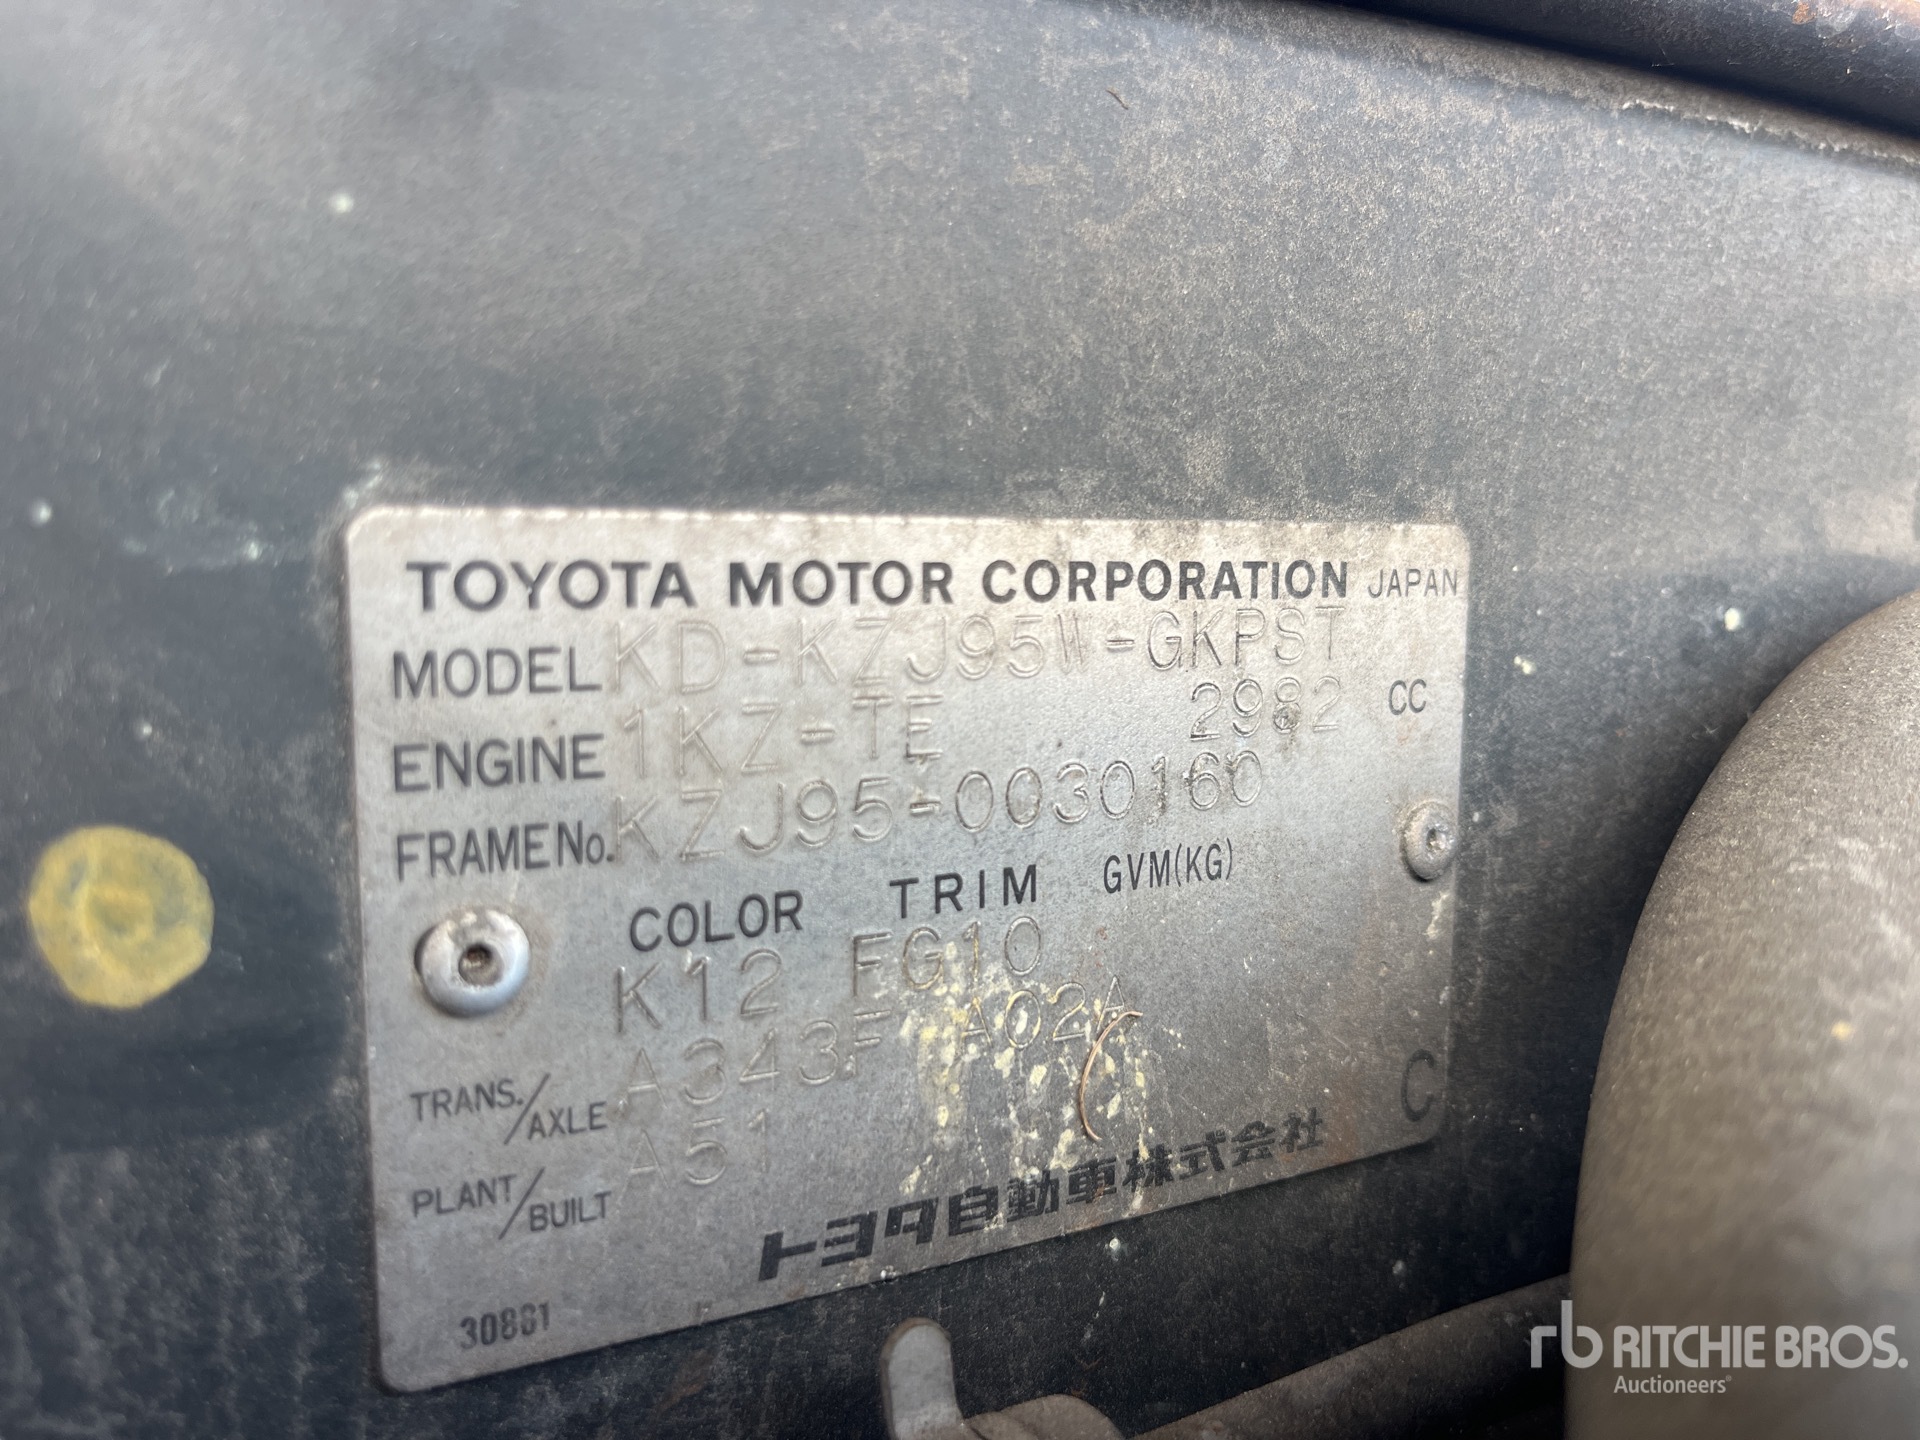 TOYOTA MOTOR CORPORATION JAPAN
MODEL KD-KZJ95W-GKPST
ENGINE 1KZ-TE 2982 CC
FRAME No. KZJ95-0030160
COLOR TRIM GVM(KG)
K12 FG10
TRANS./AXLE A343F A02A
PLANT/BUILT A51
C
トヨタ自動車株式会社
30881
rb RITCHIE BROS.
Auctioneers